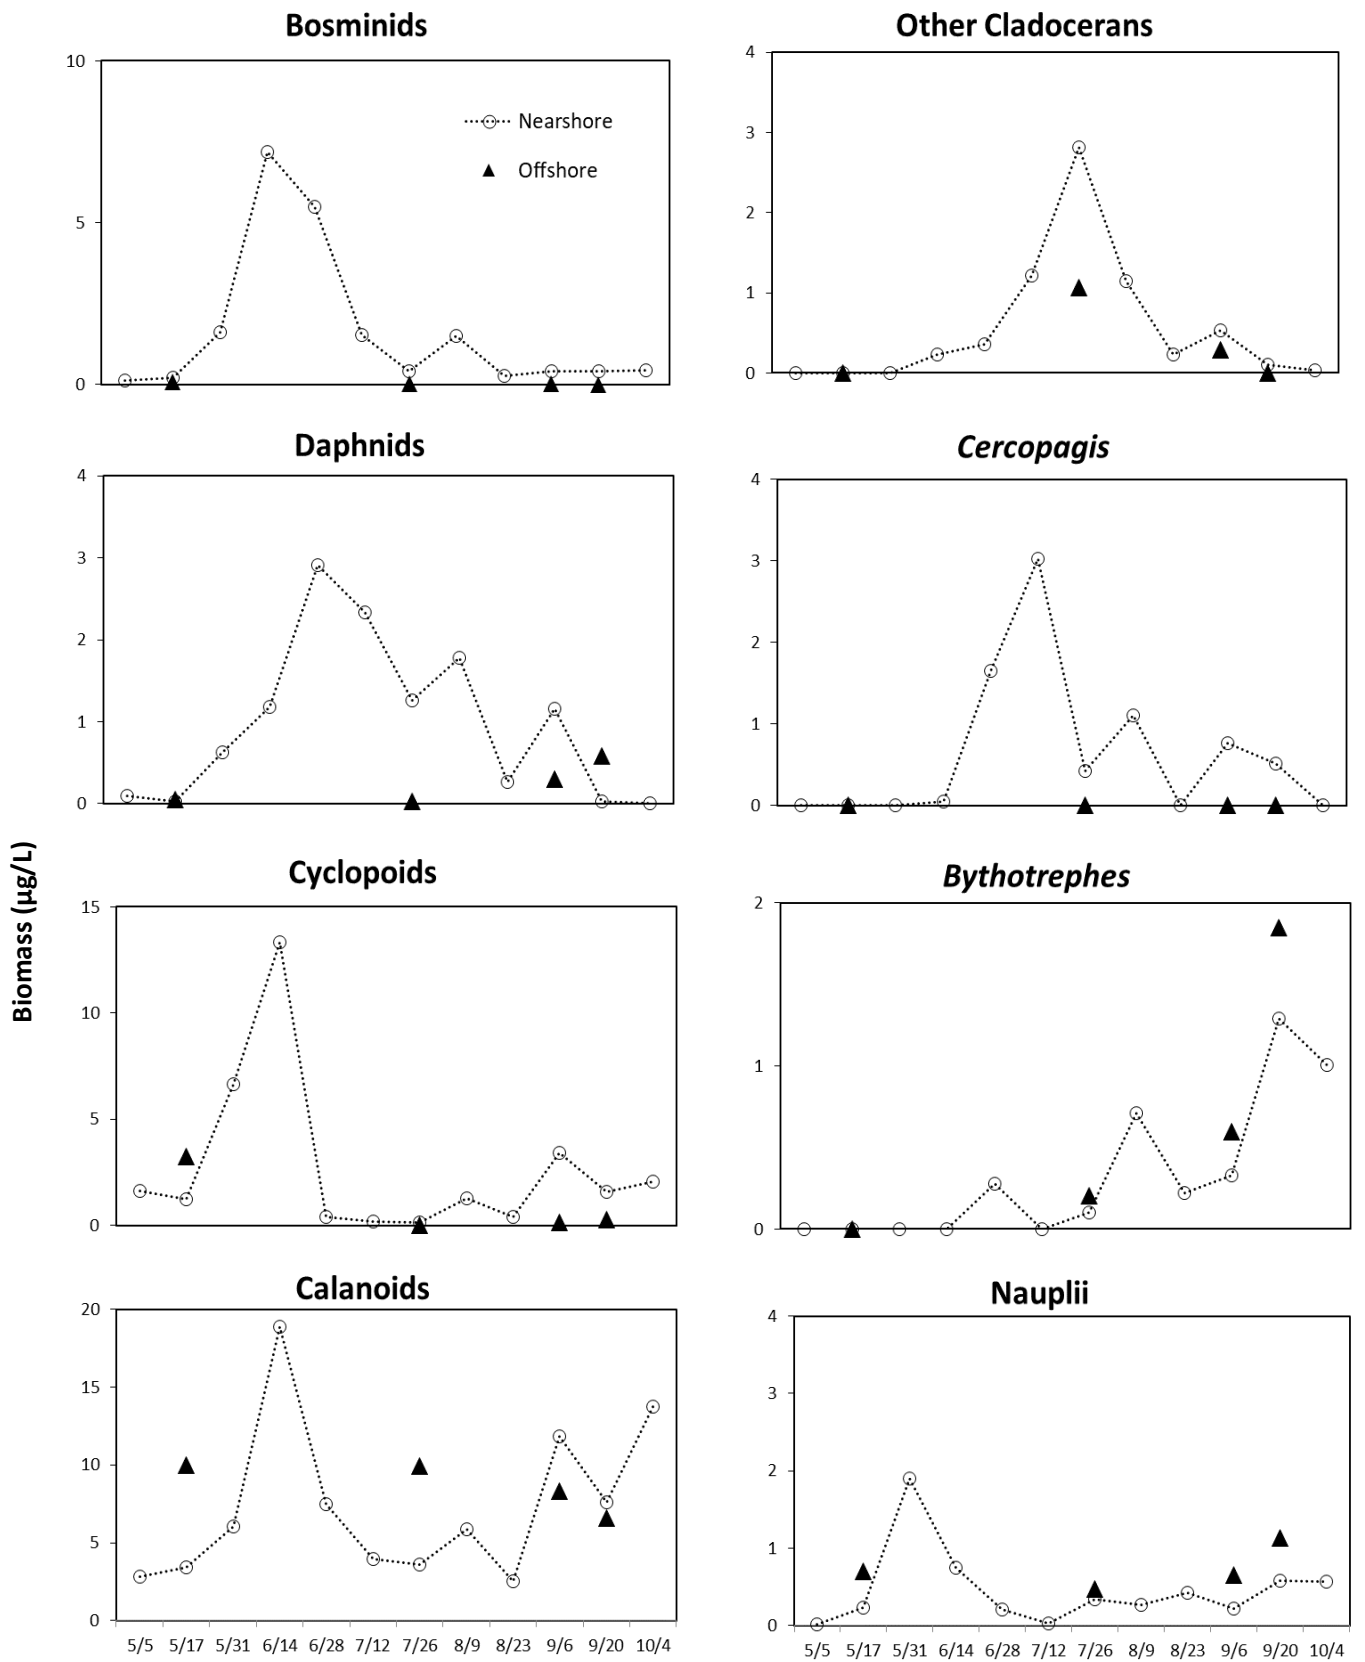 Bosminids
10
5
0
Nearshore
Offshore
Other Cladocerans
4
3
2
1
0
Daphnids
4
3
2
1
0
Cercopagis
4
3
2
1
0
Biomass (µg/L)
Cyclopoids
15
10
5
0
Bythotrephes
2
1
0
Calanoids
20
15
10
5
0
5/5 5/17 5/31 6/14 6/28 7/12 7/26 8/9 8/23 9/6 9/20 10/4
Nauplii
4
3
2
1
0
5/5 5/17 5/31 6/14 6/28 7/12 7/26 8/9 8/23 9/6 9/20 10/4